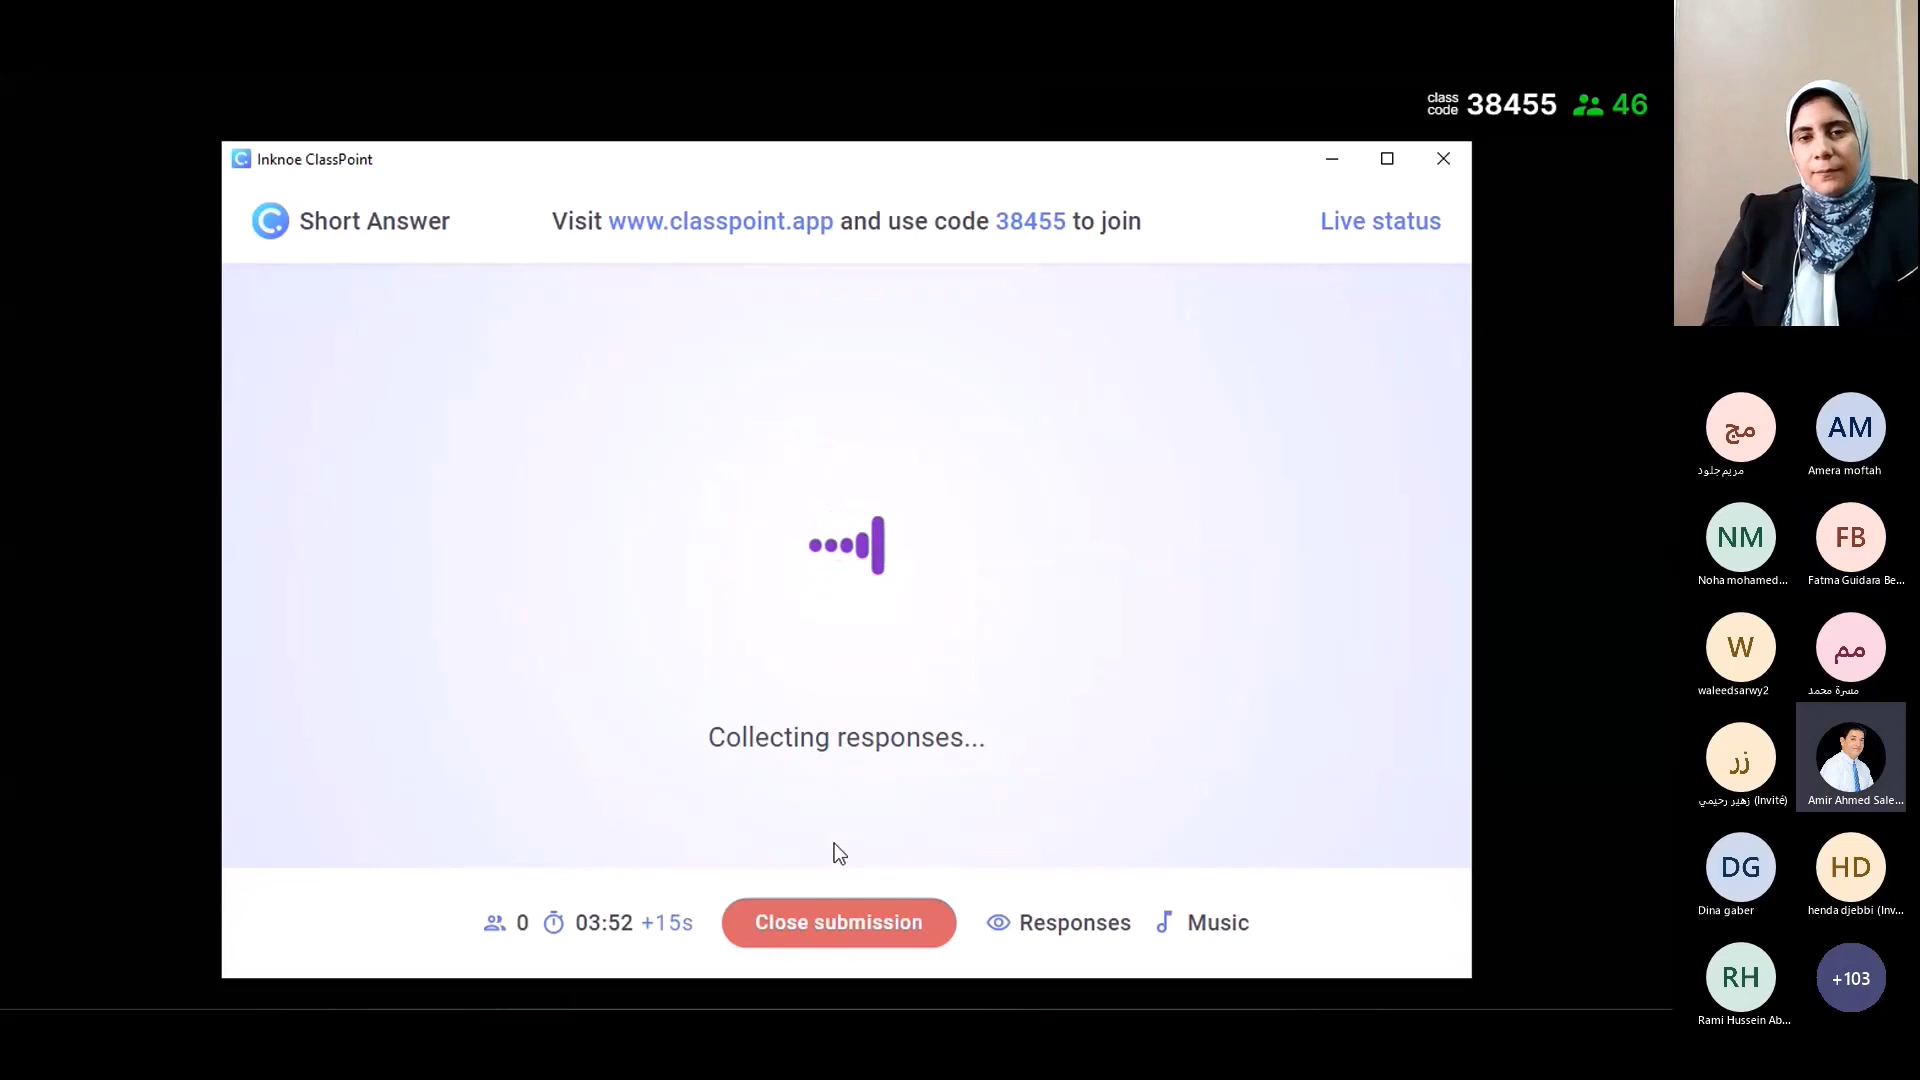 class
code 38455 46
Inknoe ClassPoint
Short Answer
Visit www.classpoint.app and use code 38455 to join
Live status
Collecting responses...
0 03:52 +15s
Close submission
Responses
Music
مج
مريم جلود
AM
Amera moftah
NM
Noha mohamed...
FB
Fatma Guidara Be...
W
waleedsarwy2
مم
مسرة محمد
زر
زهير رحيمي (Invité)
Amir Ahmed Sale...
DG
Dina gaber
HD
henda djebbi (Inv...
RH
Rami Hussein Ab...
+103